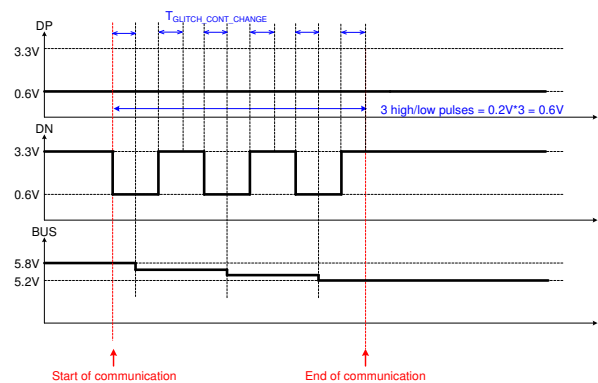 T_GLITCH_CONT_CHANGE
DP
3.3V
0.6V
3 high/low pulses = 0.2V*3 = 0.6V
DN
3.3V
0.6V
BUS
5.8V
5.2V
Start of communication
End of communication